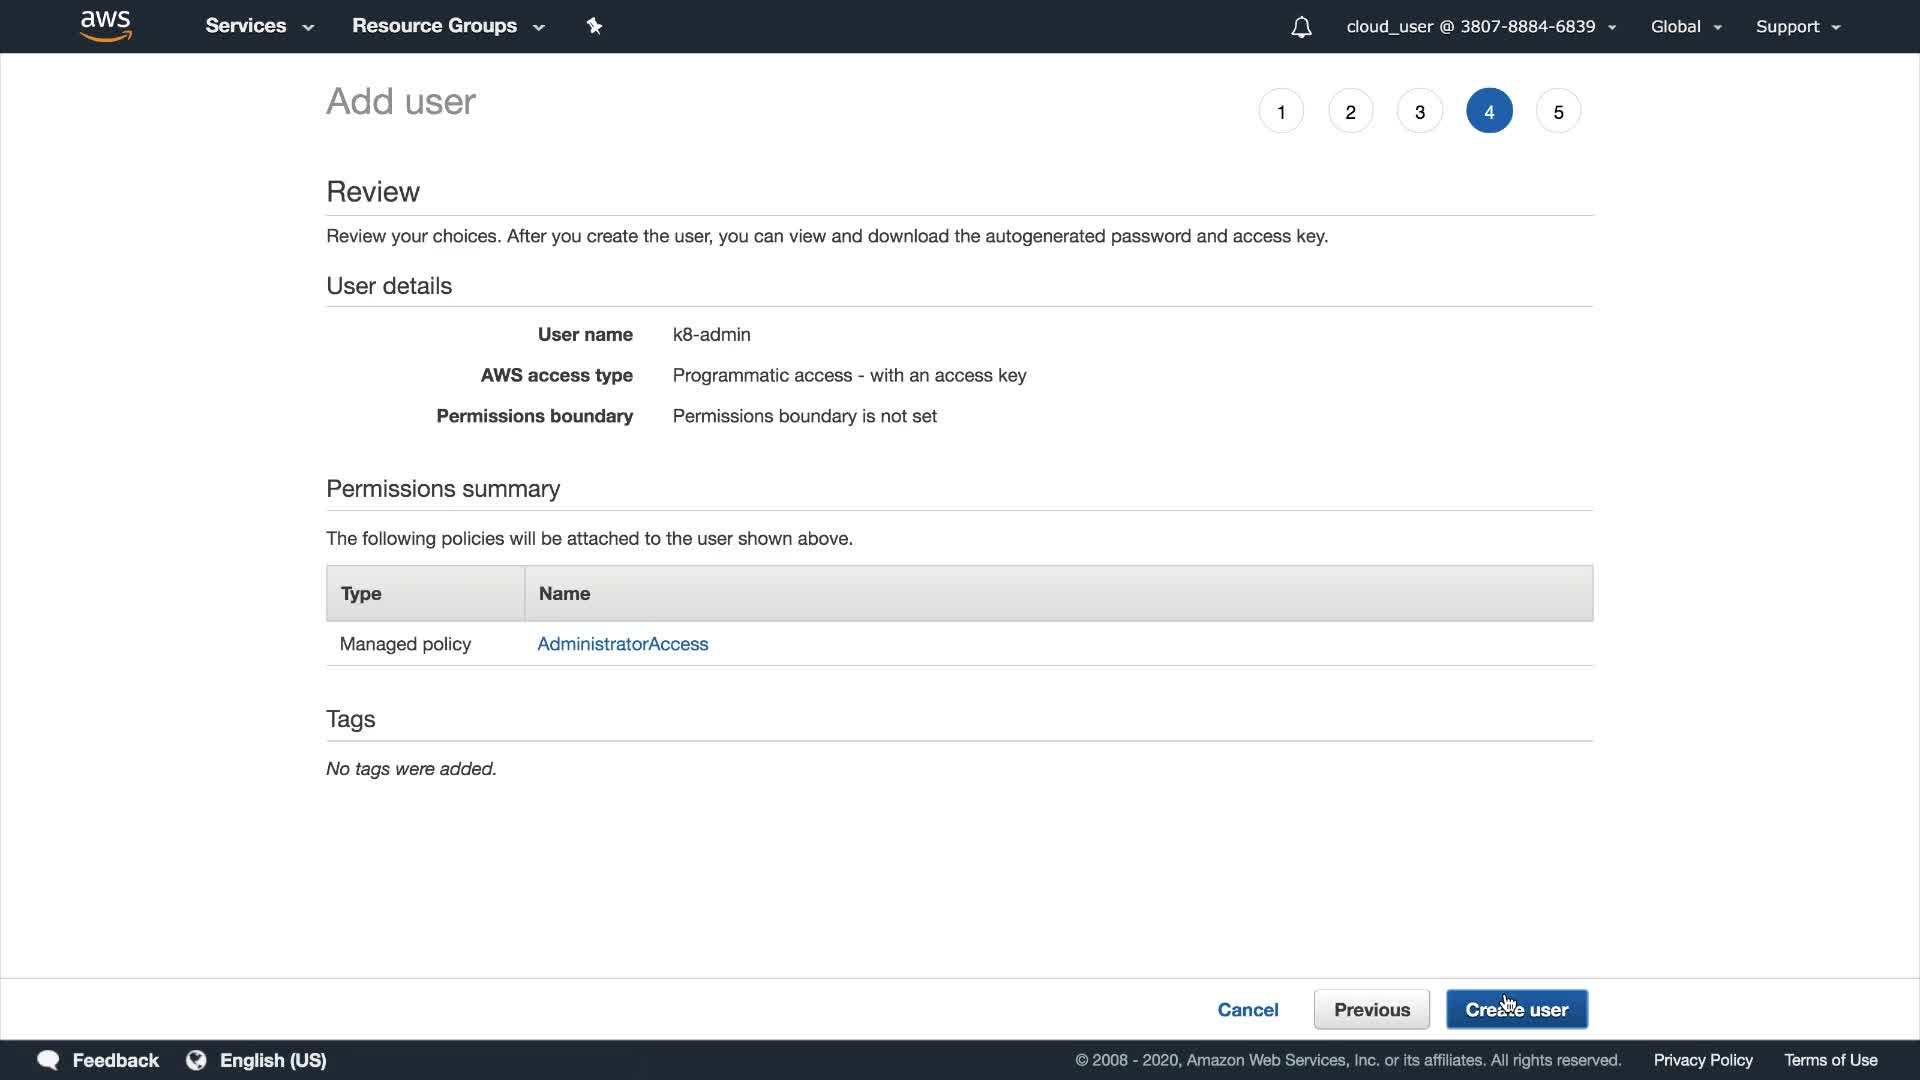 aws Services Resource Groups cloud_user @ 3807-8884-6839 Global Support
Add user 1 2 3 4 5
Review
Review your choices. After you create the user, you can view and download the autogenerated password and access key.
User details
User name k8-admin
AWS access type Programmatic access - with an access key
Permissions boundary Permissions boundary is not set
Permissions summary
The following policies will be attached to the user shown above.
Type Name
Managed policy AdministratorAccess
Tags
No tags were added.
Cancel Previous Create user
Feedback English (US) © 2008 - 2020, Amazon Web Services, Inc. or its affiliates. All rights reserved. Privacy Policy Terms of Use